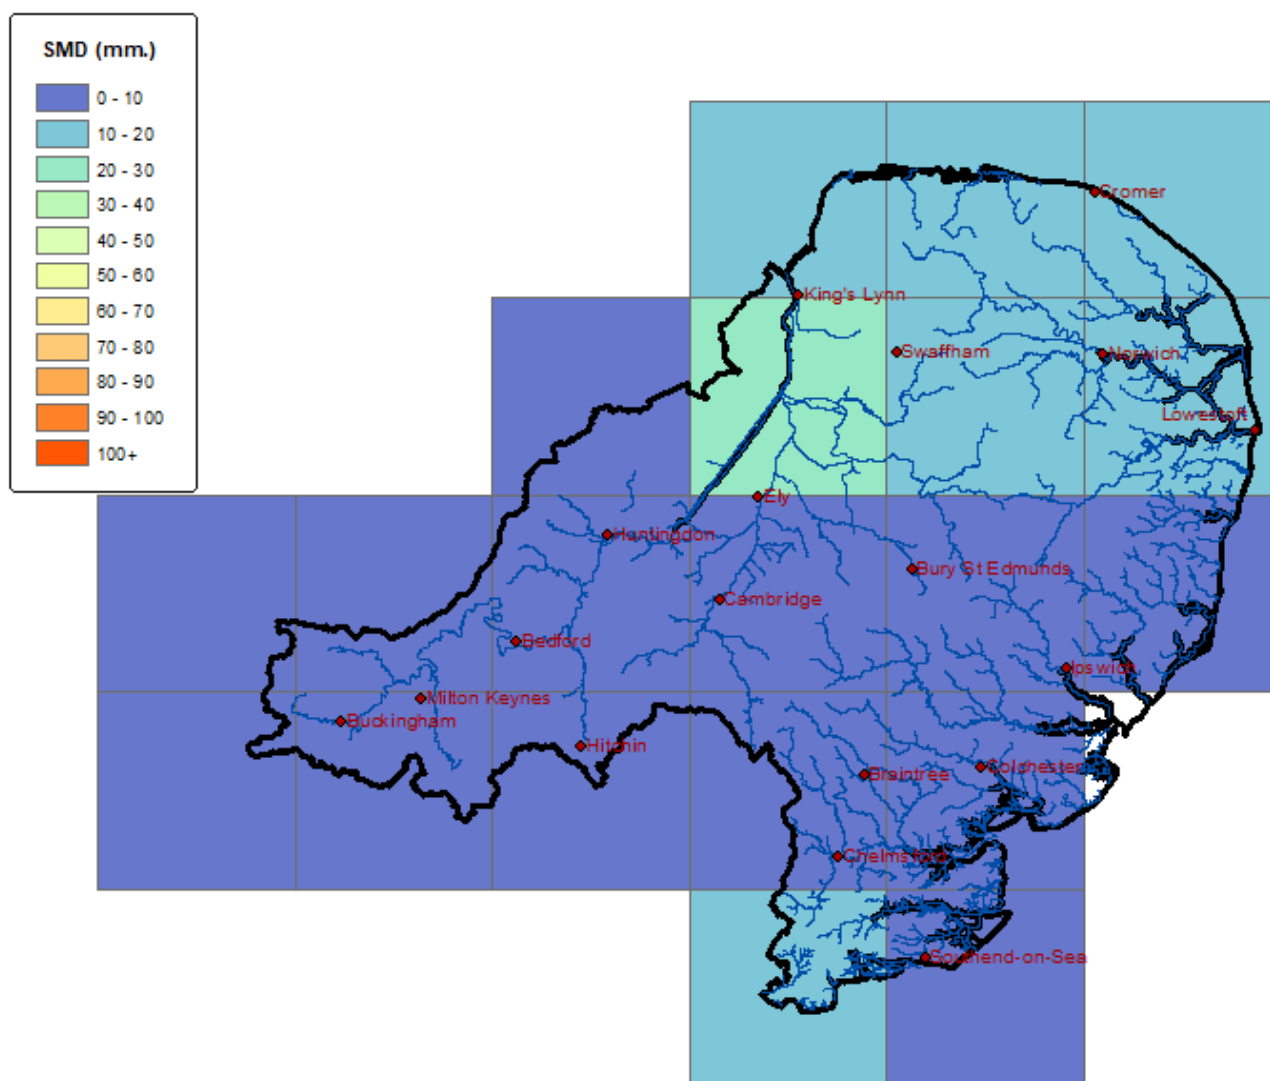 SMD (mm.)
0 - 10
10 - 20
20 - 30
30 - 40
40 - 50
50 - 60
60 - 70
70 - 80
80 - 90
90 - 100
100+
Cromer
King's Lynn
Swaffham
Norwich
Lowestoft
Ely
Huntingdon
Bury St Edmunds
Cambridge
Bedford
Ipswich
Milton Keynes
Buckingham
Hitchin
Braintree
Colchester
Chelmsford
Southend-on-Sea